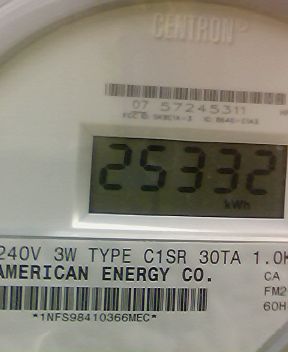 CENTRON
07 57245311
25332
kWh
240V 3W TYPE C1SR 30TA 1.0K
AMERICAN ENERGY CO.
CA
FM2
60H
*1NFS98410366MEC*